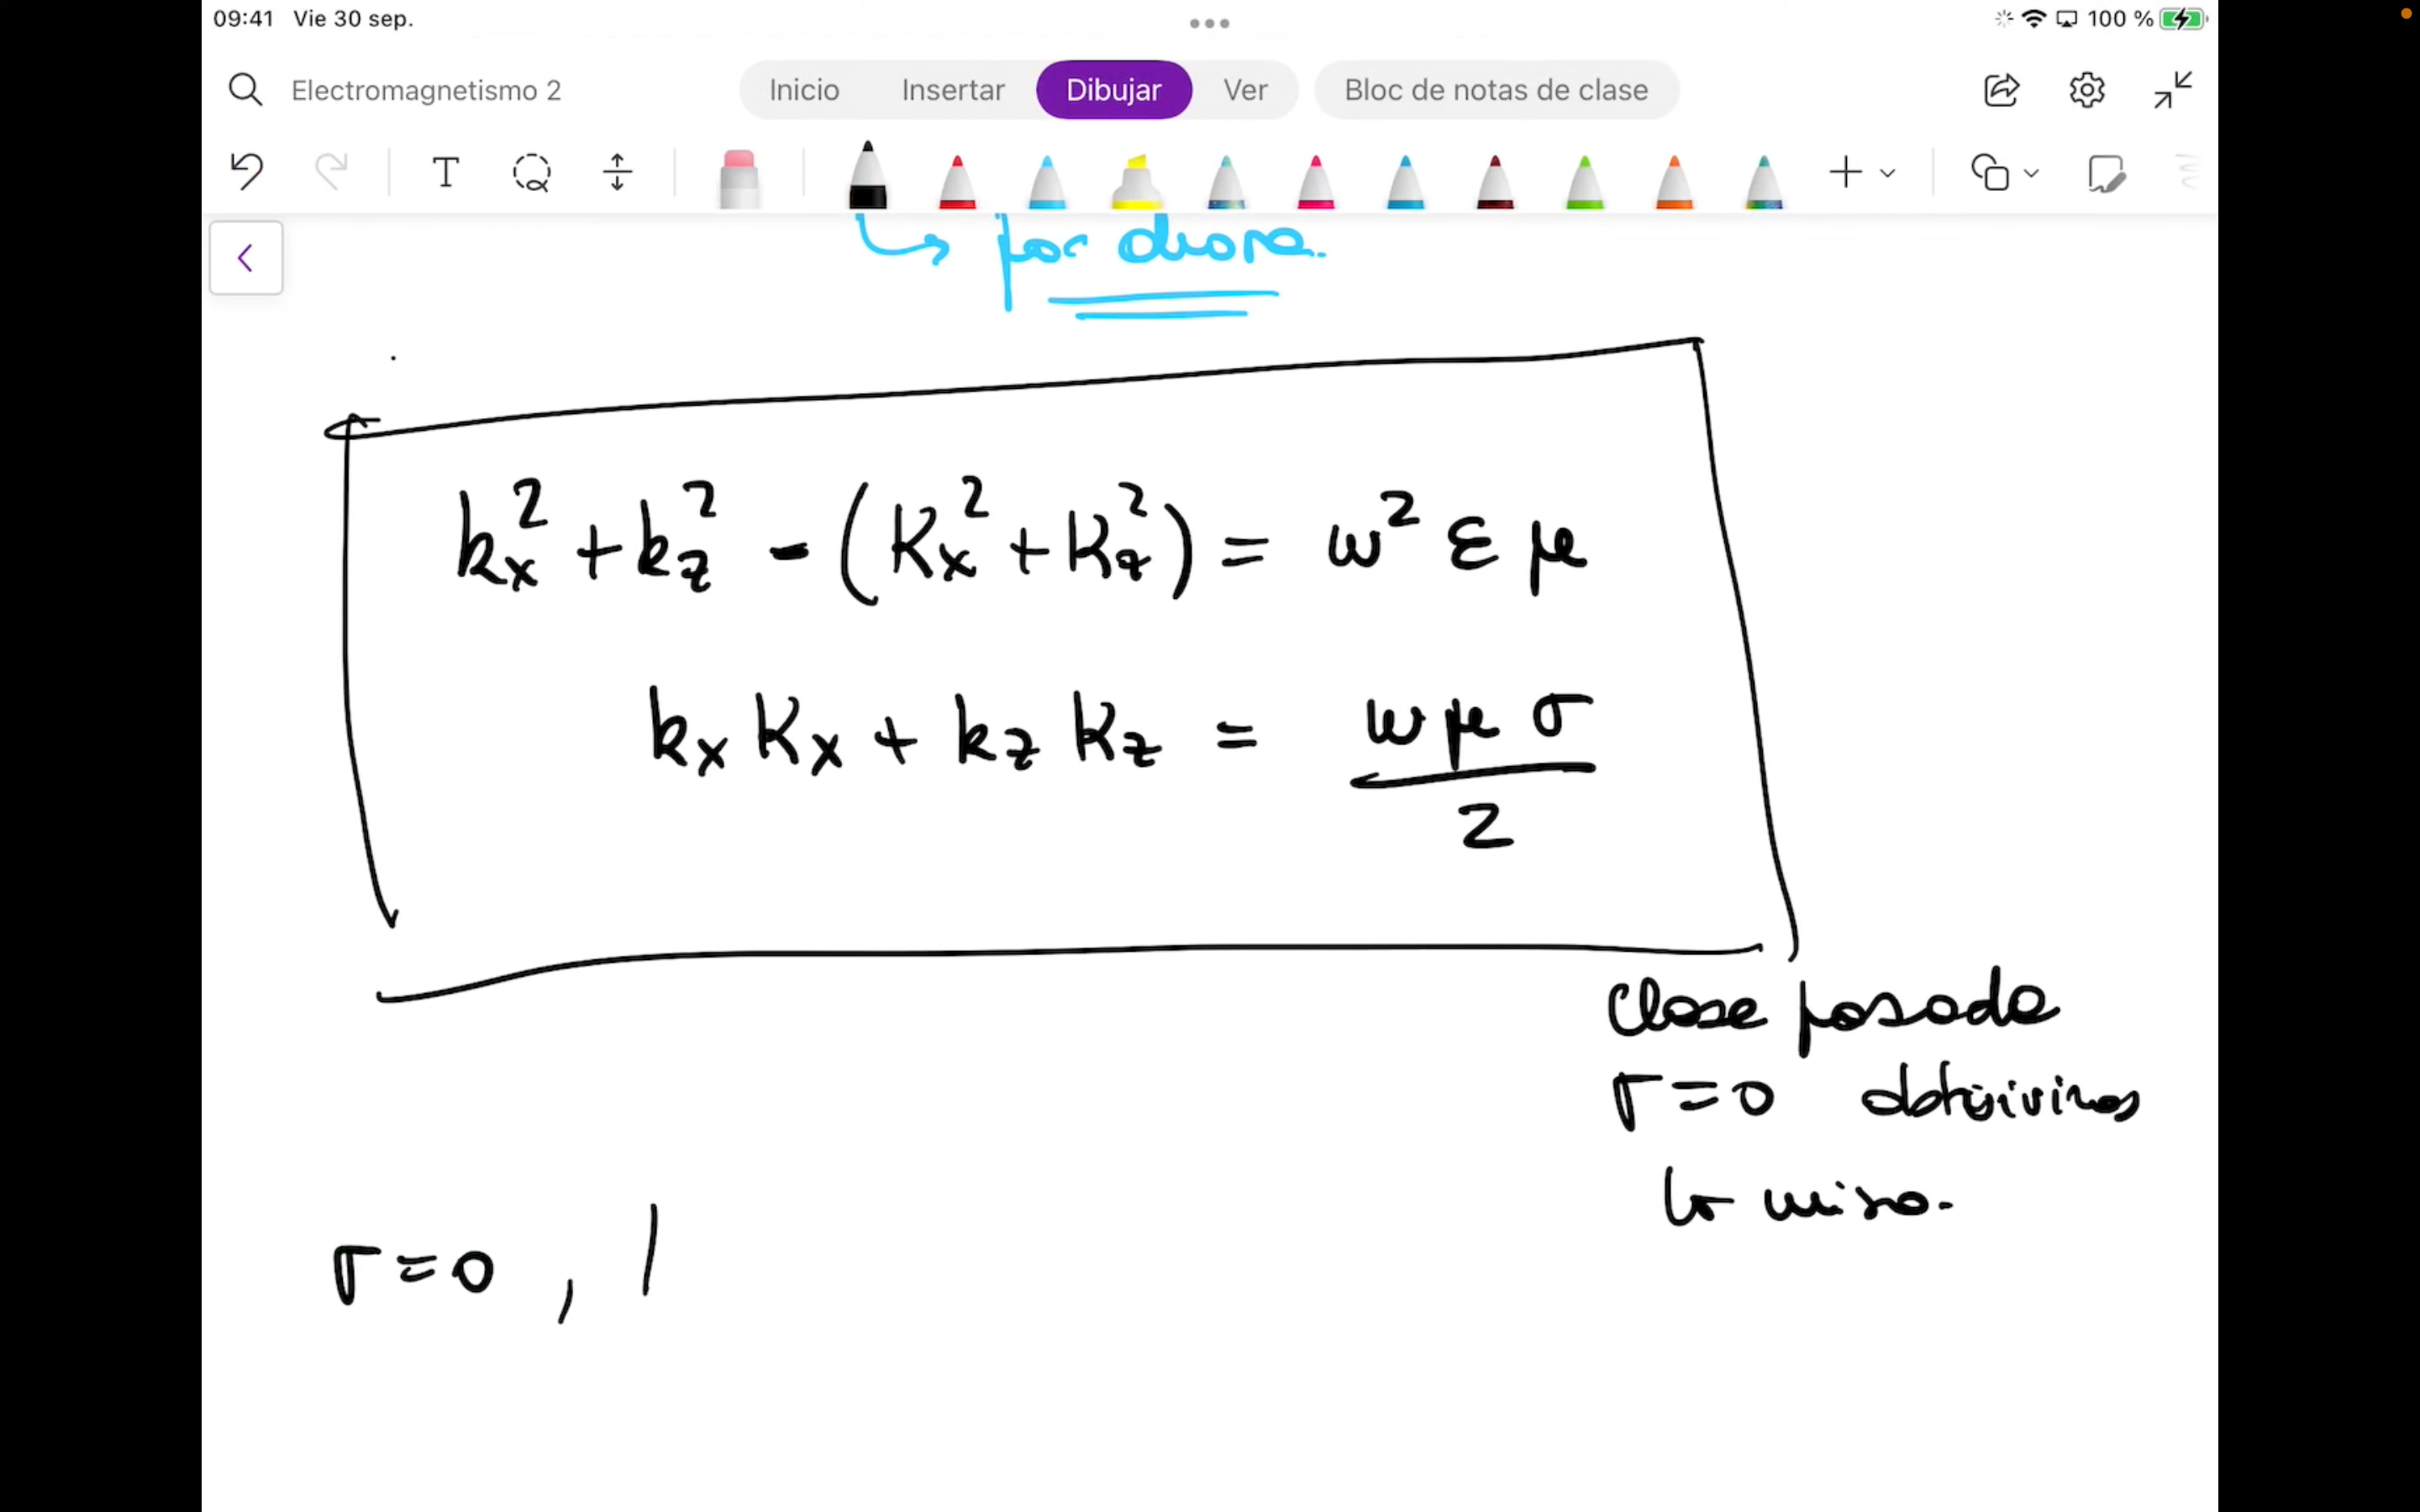 09:41 Vie 30 sep. 100 %
Electromagnetismo 2 Inicio Insertar Dibujar Ver Bloc de notas de clase
T
↳ por ahora.
k_x^2 + k_z^2 - (K_x^2 + K_z^2) = ω^2 ε μ
k_x K_x + k_z K_z = ω μ σ / 2
Clase pasada
σ = 0 obtuvimos
lo mismo.
σ = 0 , |